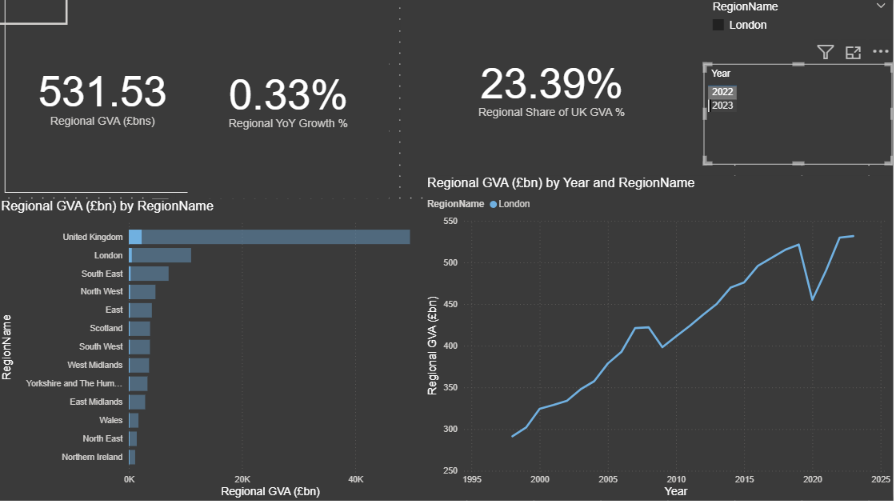 RegionName
London
531.53
Regional GVA (£bns)
0.33%
Regional YoY Growth %
23.39%
Regional Share of UK GVA %
Year
2022
2023
Regional GVA (£bn) by RegionName
RegionName
United Kingdom
London
South East
North West
East
Scotland
South West
West Midlands
Yorkshire and The Hum...
East Midlands
Wales
North East
Northern Ireland
0K 20K 40K
Regional GVA (£bn)
Regional GVA (£bn) by Year and RegionName
RegionName London
Regional GVA (£bn)
550
500
450
400
350
300
250
1995 2000 2005 2010 2015 2020 2025
Year